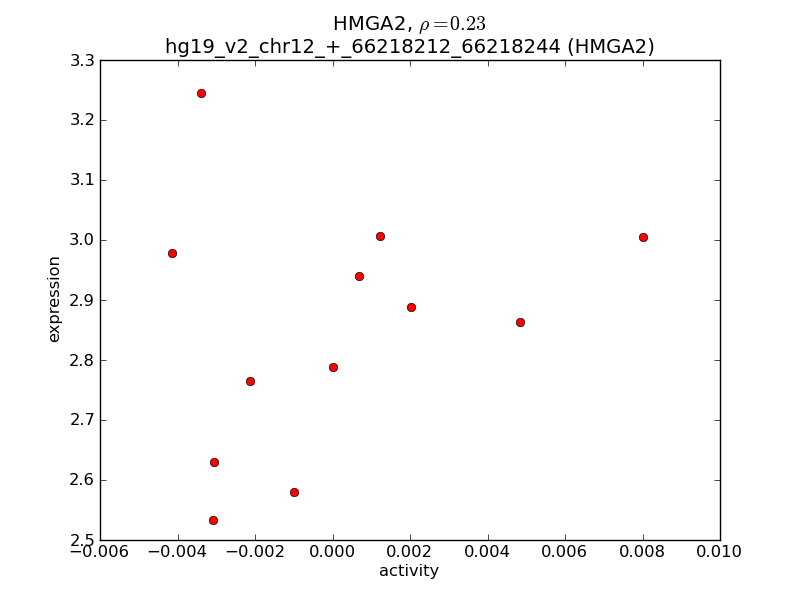 HMGA2, ρ = 0.23
hg19_v2_chr12_+_66218212_66218244 (HMGA2)
3.3
3.2
3.1
3.0
2.9
2.8
2.7
2.6
2.5
expression
−0.006 −0.004 −0.002 0.000 0.002 0.004 0.006 0.008 0.010
activity